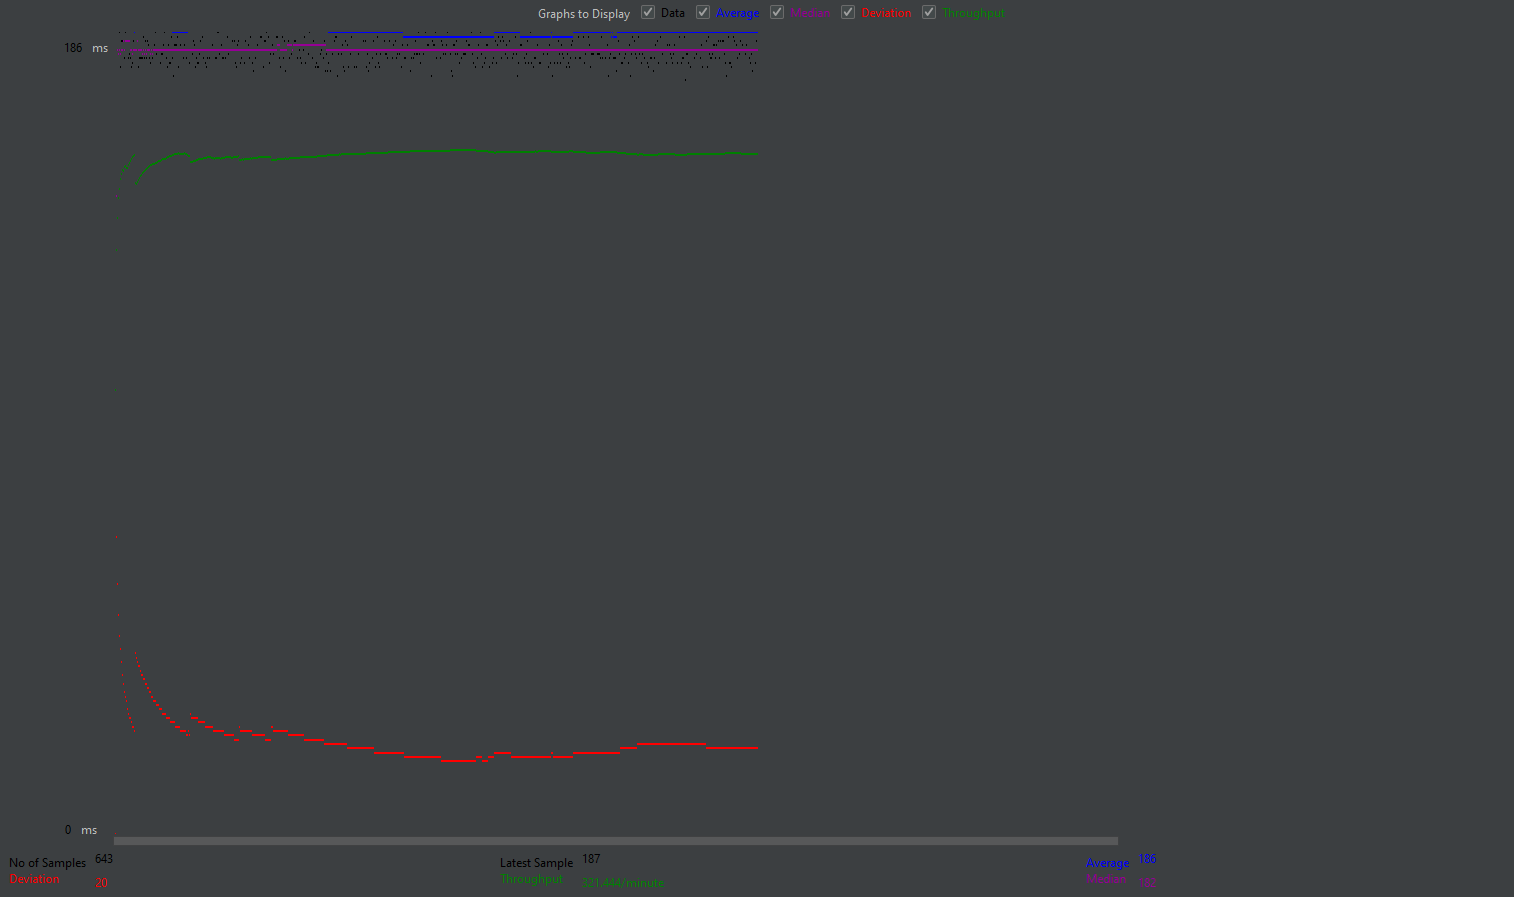 Graphs to Display Data Average Median Deviation Throughput
186 ms
0 ms
No of Samples 643 Latest Sample 187 Average 186
Deviation 20 Throughput 321.444/minute Median